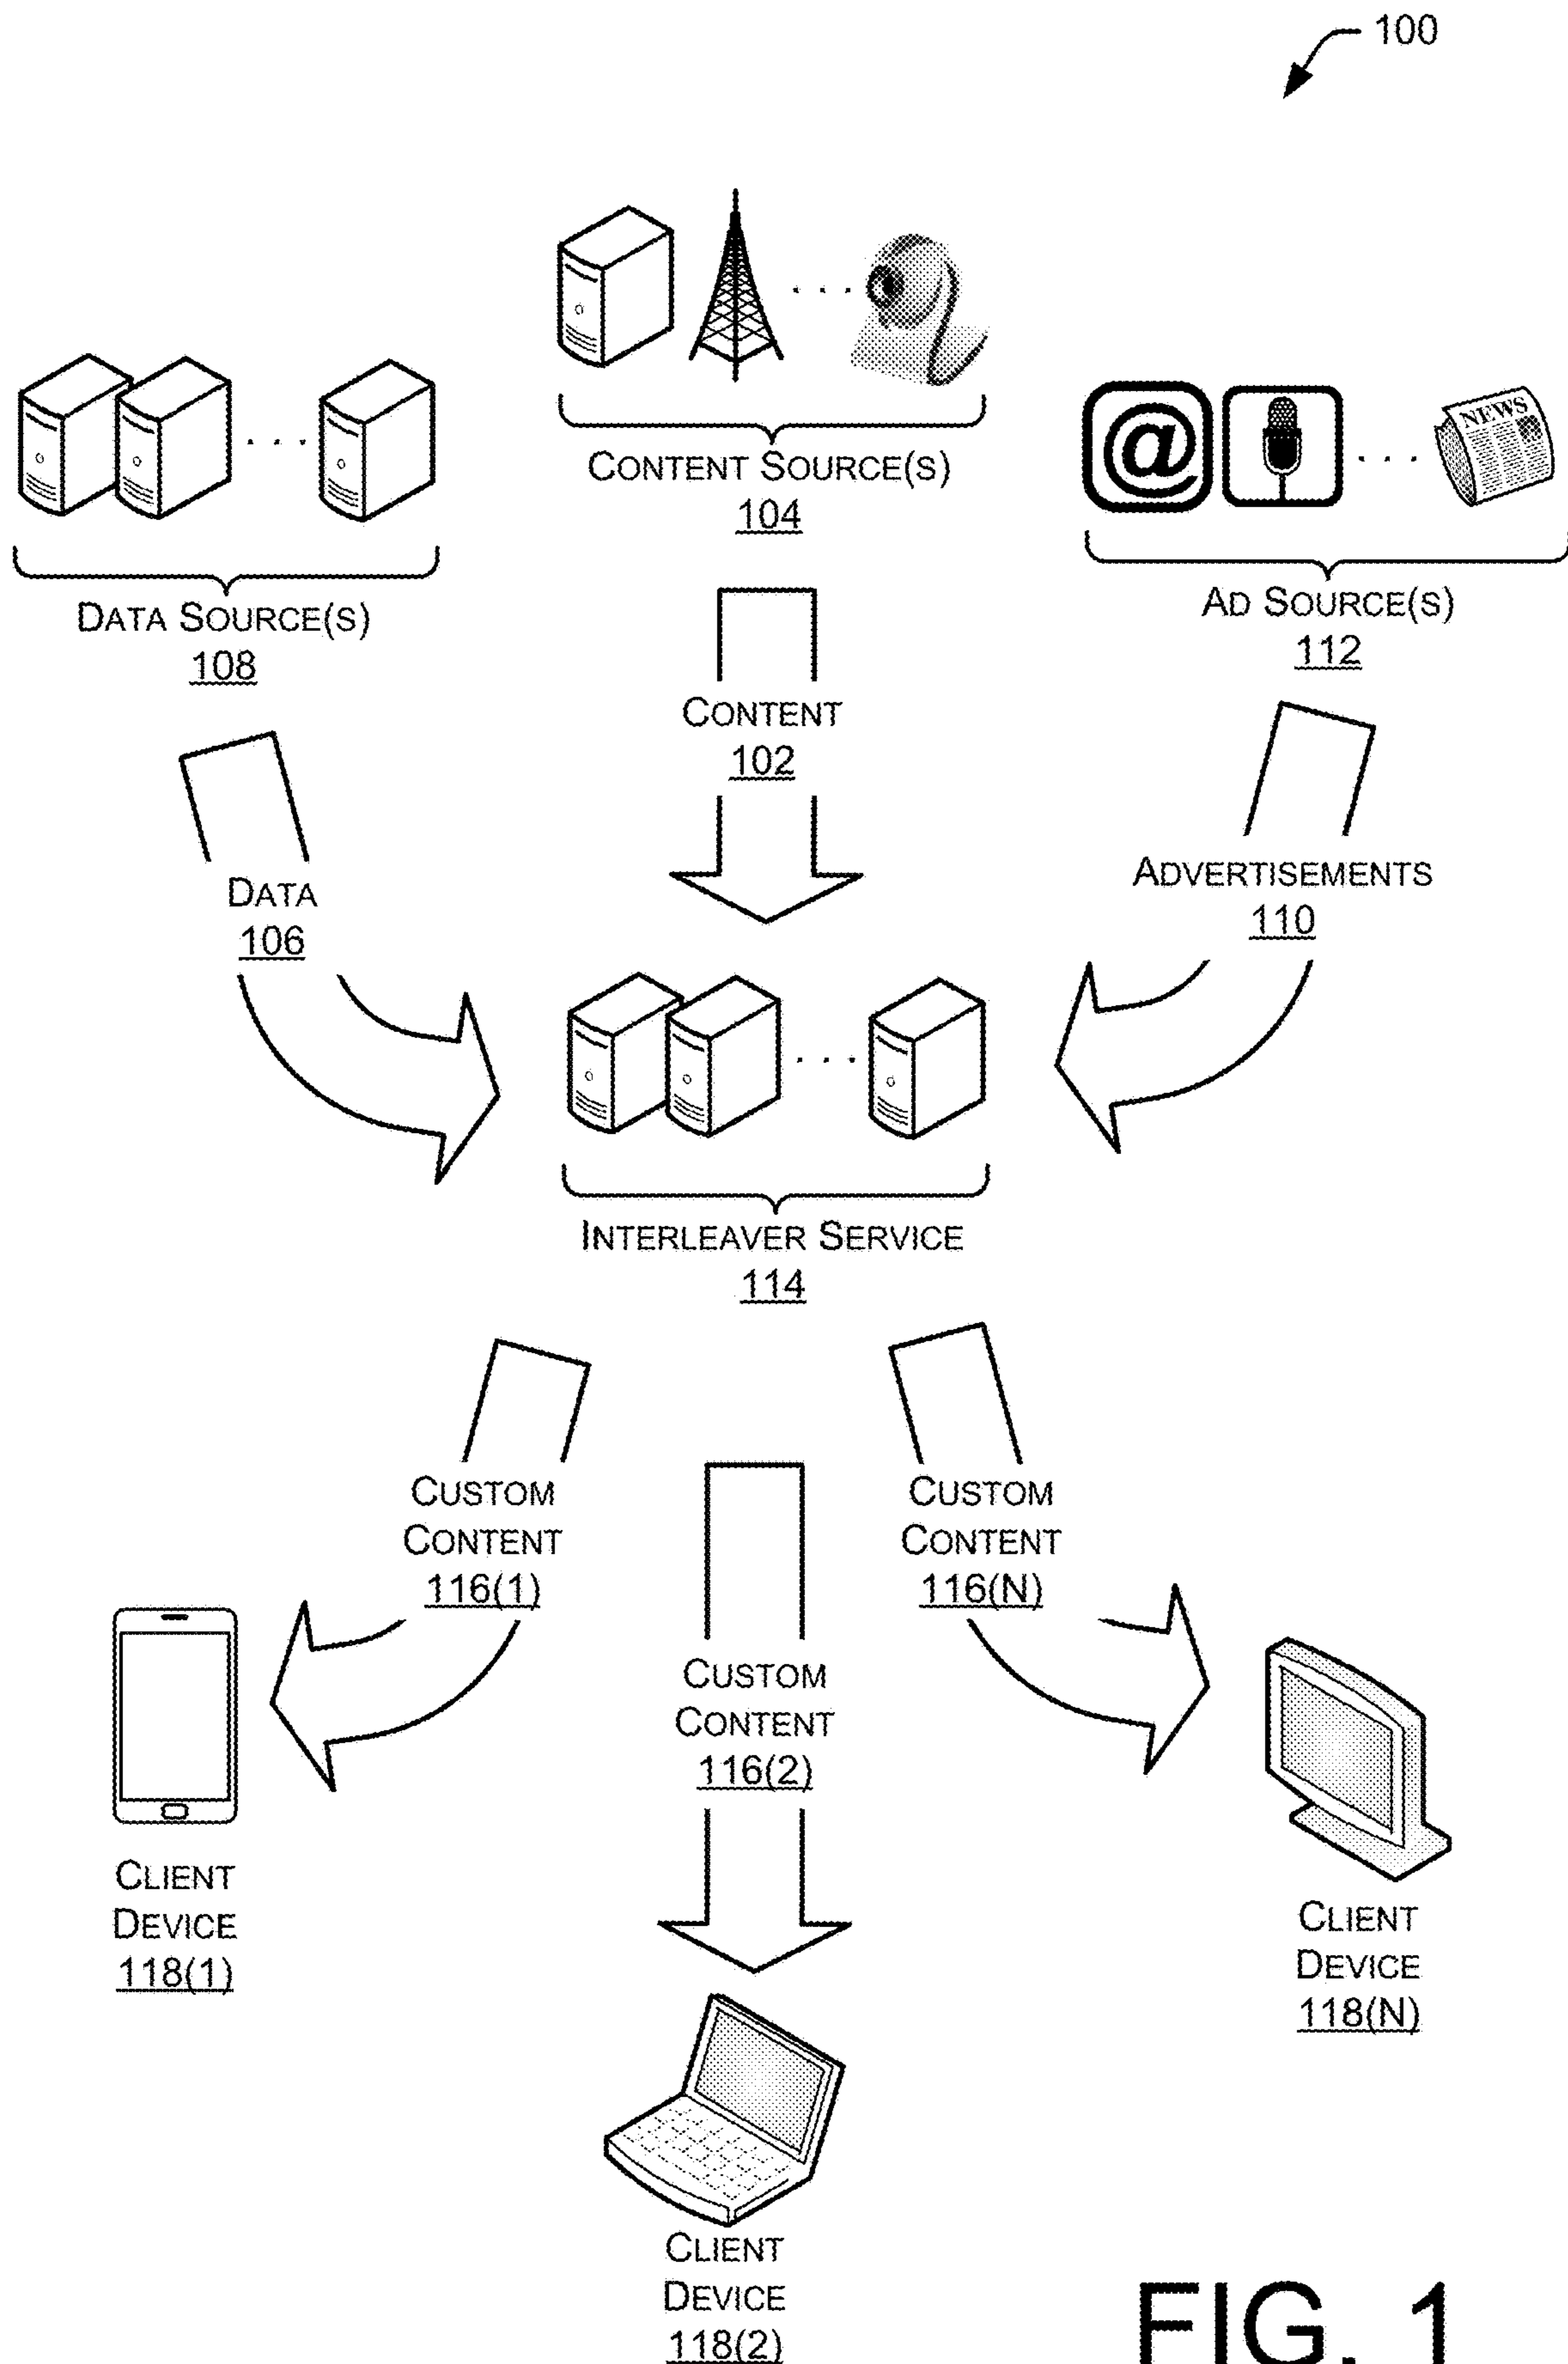 100
CONTENT SOURCE(S)
104
NEWS
DATA SOURCE(S)
108
AD SOURCE(S)
112
CONTENT
102
DATA
106
ADVERTISEMENTS
110
INTERLEAVER SERVICE
114
CUSTOM
CONTENT
116(1)
CUSTOM
CONTENT
116(2)
CUSTOM
CONTENT
116(N)
CLIENT
DEVICE
118(1)
CLIENT
DEVICE
118(N)
CLIENT
DEVICE
118(2)
@
FIG. 1